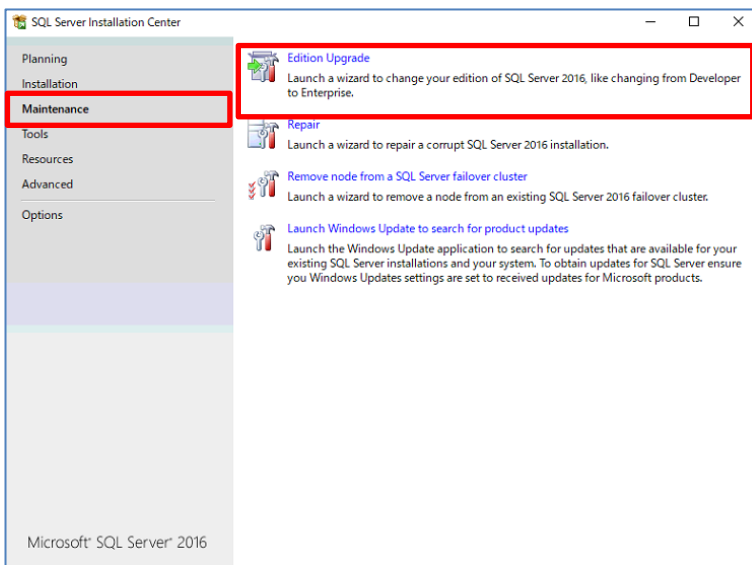 SQL Server Installation Center
Planning
Installation
Maintenance
Tools
Resources
Advanced
Options
Edition Upgrade
Launch a wizard to change your edition of SQL Server 2016, like changing from Developer
to Enterprise.
Repair
Launch a wizard to repair a corrupt SQL Server 2016 installation.
Remove node from a SQL Server failover cluster
Launch a wizard to remove a node from an existing SQL Server 2016 failover cluster.
Launch Windows Update to search for product updates
Launch the Windows Update application to search for updates that are available for your
existing SQL Server installations and your system. To obtain updates for SQL Server ensure
you Windows Updates settings are set to received updates for Microsoft products.
Microsoft® SQL Server® 2016